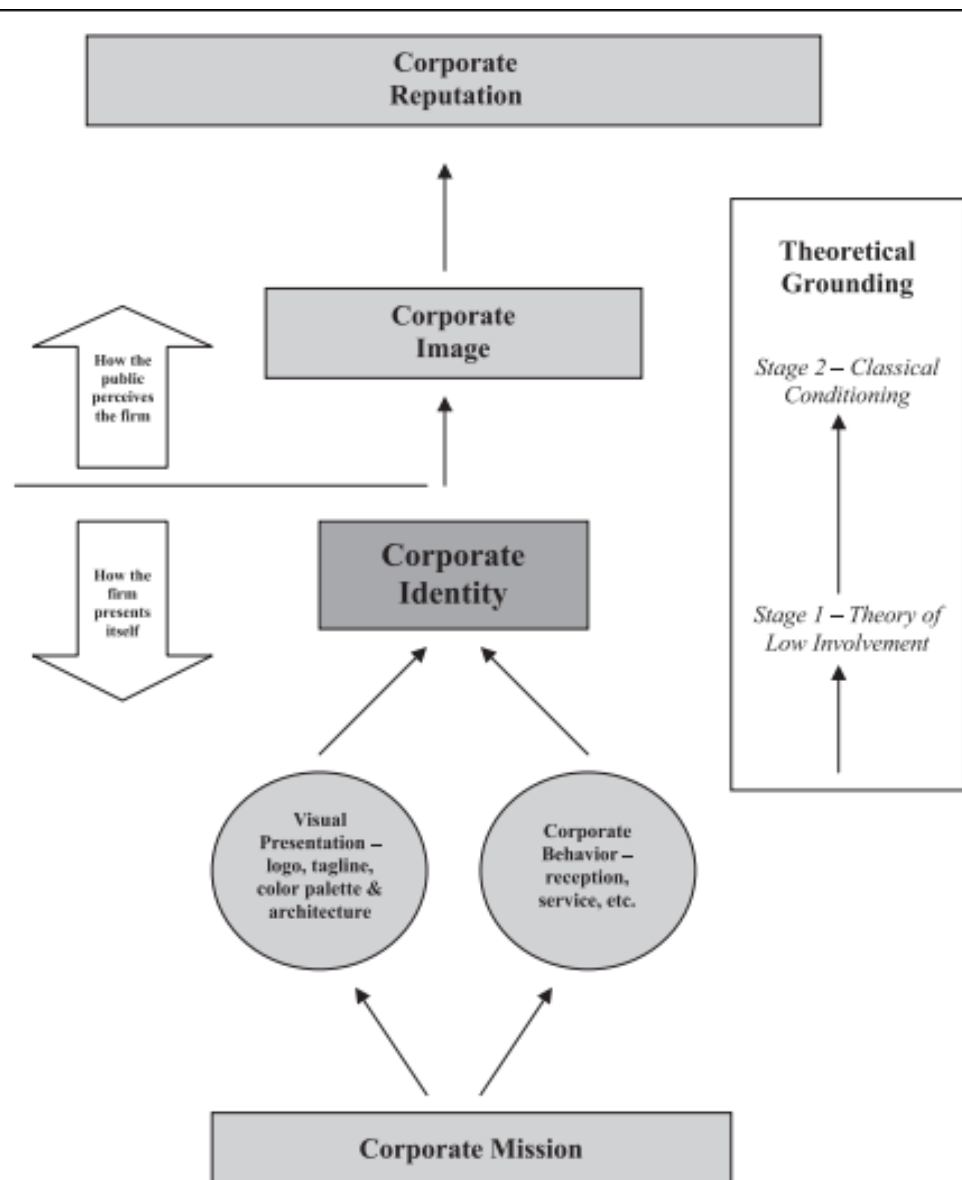 Corporate
Reputation
Theoretical
Grounding
Corporate
Image
How the
public
perceives
the firm
Stage 2 – Classical
Conditioning
Corporate
Identity
How the
firm
presents
itself
Stage 1 – Theory of
Low Involvement
Visual
Presentation –
logo, tagline,
color palette &
architecture
Corporate
Behavior –
reception,
service, etc.
Corporate Mission